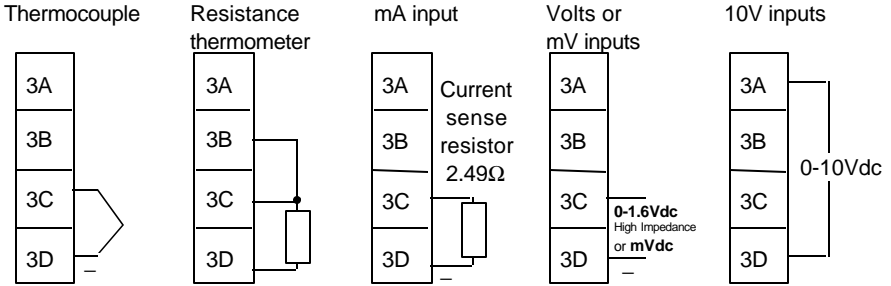 Thermocouple
Resistance
thermometer
mA input
Volts or
mV inputs
10V inputs
3A
3B
3C
3D
–
3A
3B
3C
3D
3A
3B
3C
3D
Current
sense
resistor
2.49Ω
–
3A
3B
3C
3D
0-1.6Vdc
High Impedance
or mVdc
–
3A
3B
3C
3D
0-10Vdc